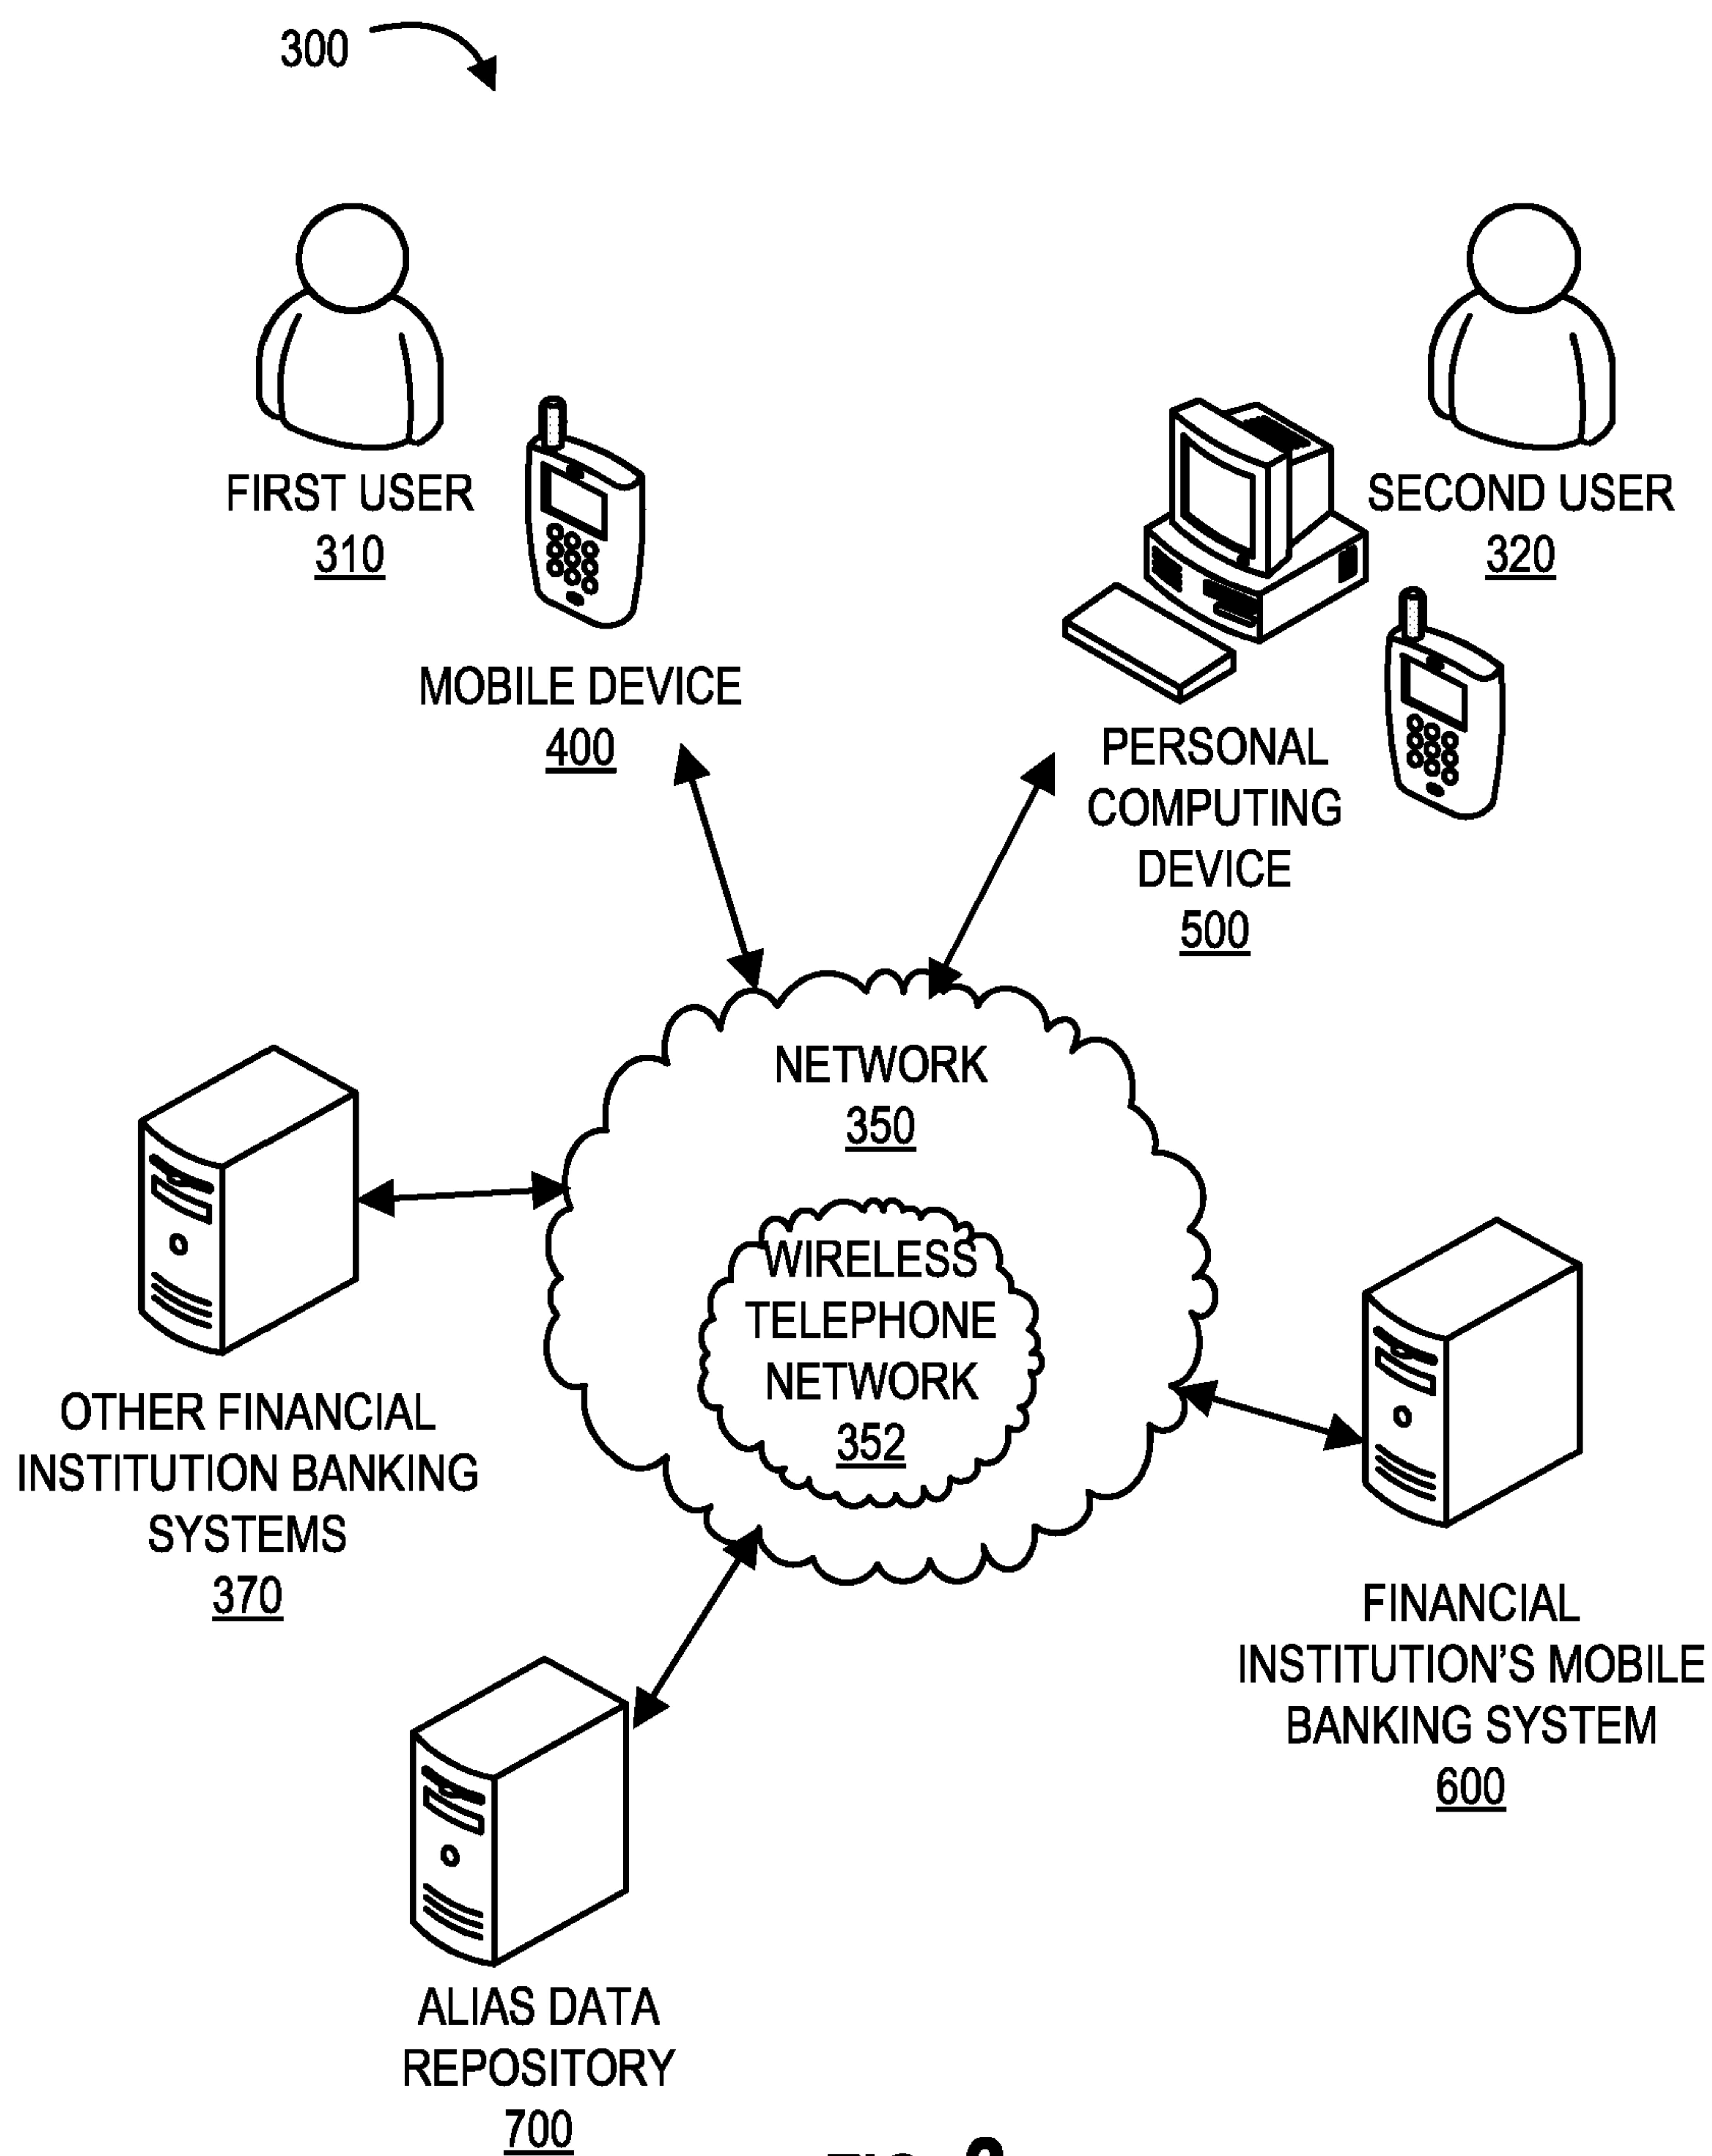 300
FIRST USER
310
SECOND USER
320
MOBILE DEVICE
400
PERSONAL
COMPUTING
DEVICE
500
NETWORK
350
WIRELESS
TELEPHONE
NETWORK
352
OTHER FINANCIAL
INSTITUTION BANKING
SYSTEMS
370
FINANCIAL
INSTITUTION'S MOBILE
BANKING SYSTEM
600
ALIAS DATA
REPOSITORY
700